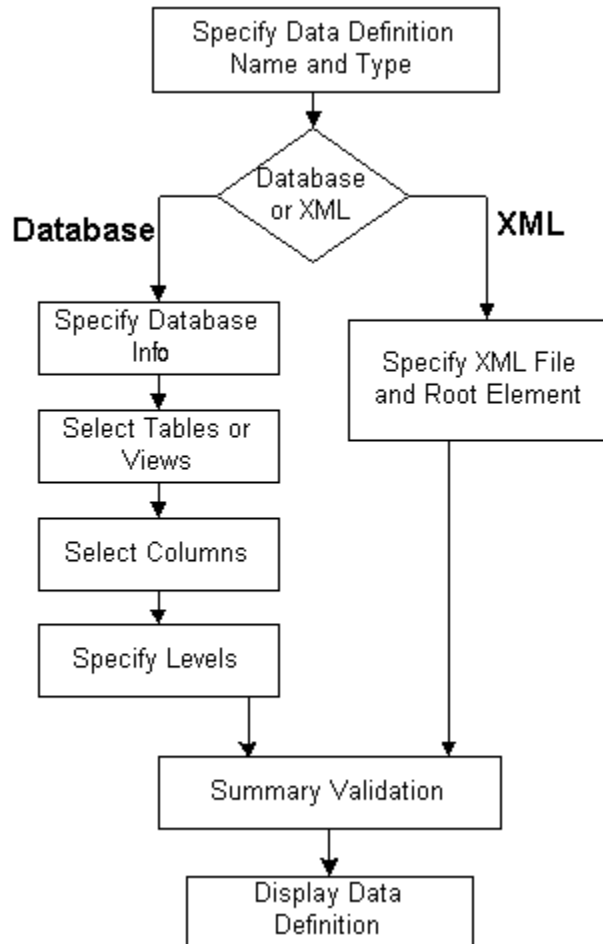 Specify Data Definition
Name and Type
Database
or XML
Database
XML
Specify Database
Info
Specify XML File
and Root Element
Select Tables or
Views
Select Columns
Specify Levels
Summary Validation
Display Data
Definition